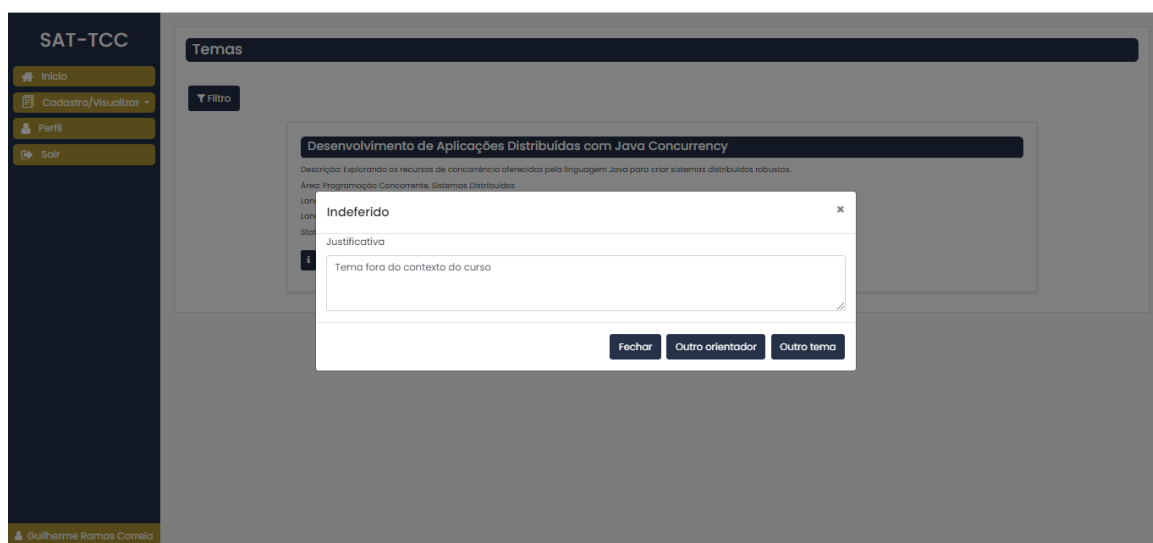 SAT-TCC
Início
Cadastro/Visualizar
Perfil
Sair
Guilherme Ramos Correia
Temas
Filtro
Desenvolvimento de Aplicações Distribuídas com Java Concurrency
Descrição: Explorando os recursos de concorrência oferecidos pela linguagem Java para criar sistemas distribuídos robustos.
Área: Programação Concorrente, Sistemas Distribuídos
Indeferido
×
Justificativa
Tema fora do contexto do curso
Fechar Outro orientador Outro tema